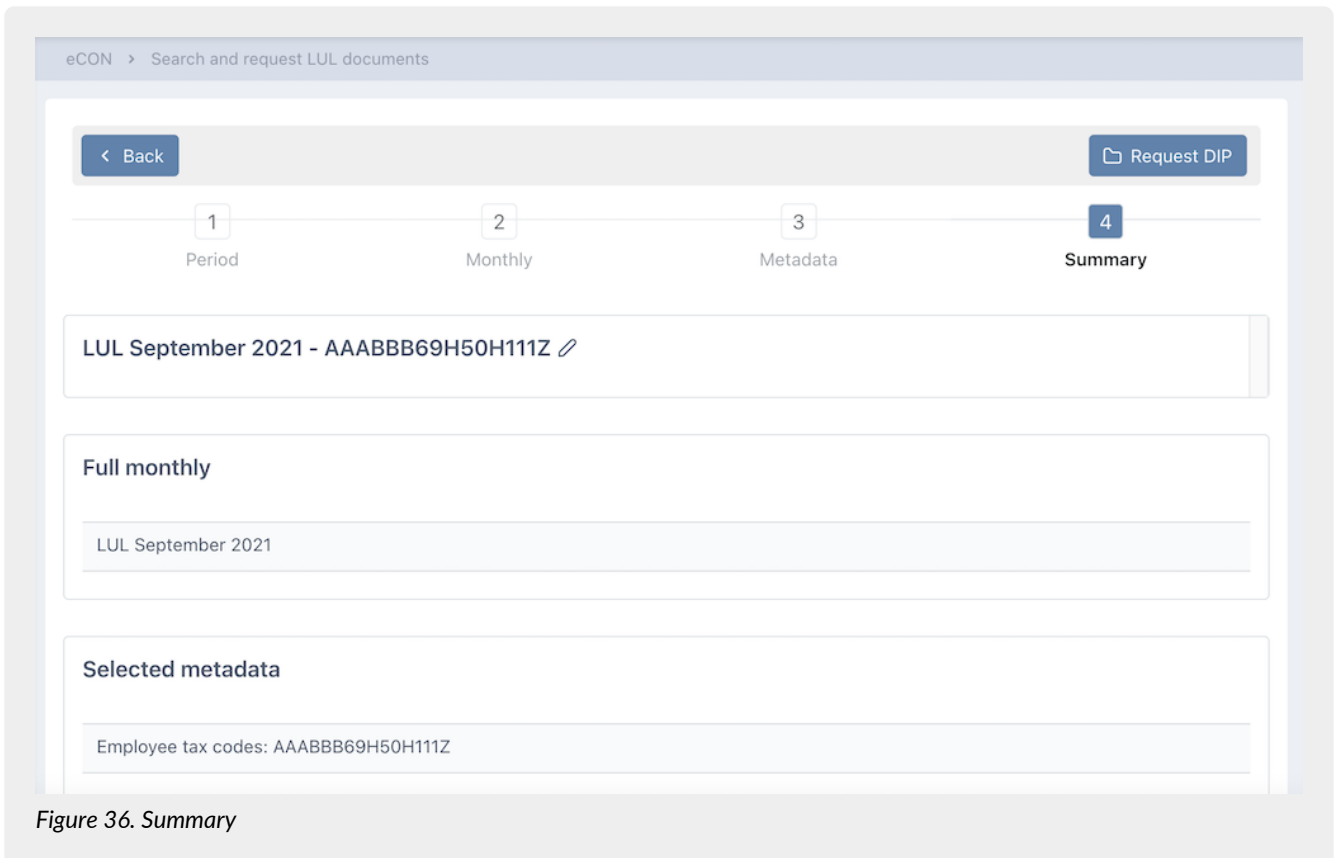 eCON > Search and request LUL documents
< Back
Request DIP
1
2
3
4
Period
Monthly
Metadata
Summary
LUL September 2021 - AAABBB69H50H111Z
Full monthly
LUL September 2021
Selected metadata
Employee tax codes: AAABBB69H50H111Z
Figure 36. Summary